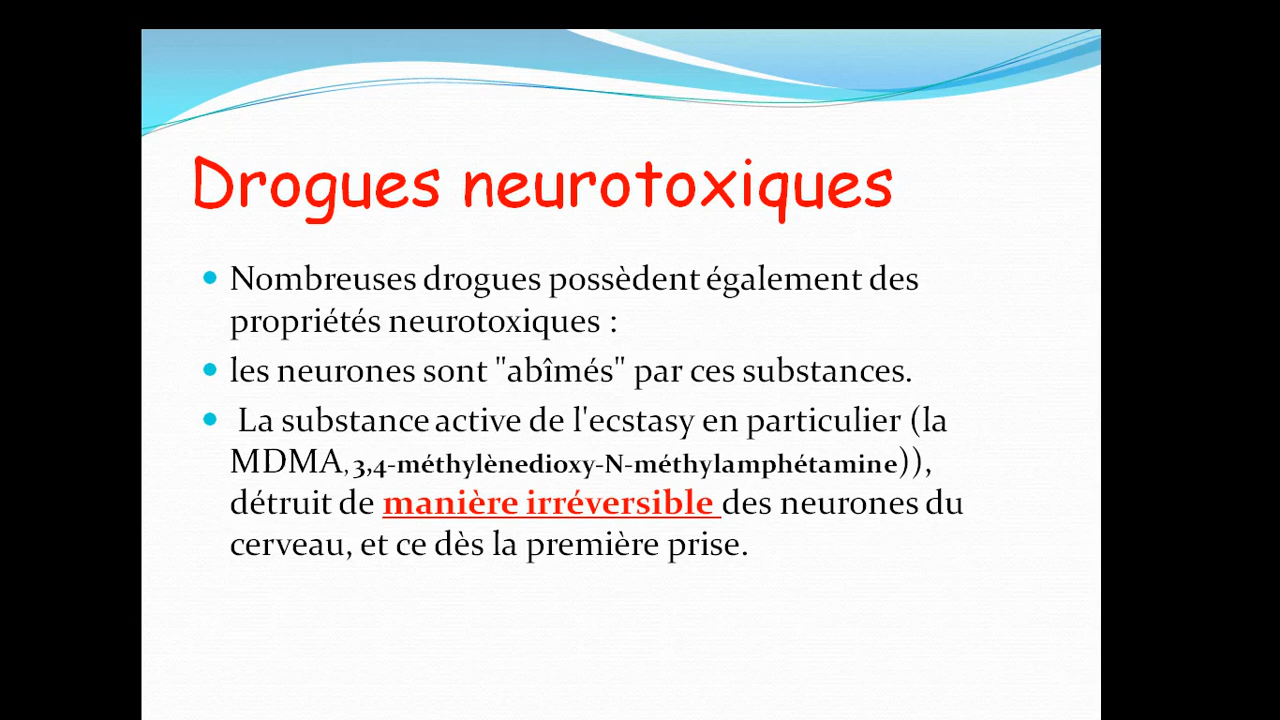 Drogues neurotoxiques
Nombreuses drogues possèdent également des
propriétés neurotoxiques :
les neurones sont "abîmés" par ces substances.
La substance active de l'ecstasy en particulier (la
MDMA, 3,4-méthylènedioxy-N-méthylamphétamine)),
détruit de manière irréversible des neurones du
cerveau, et ce dès la première prise.